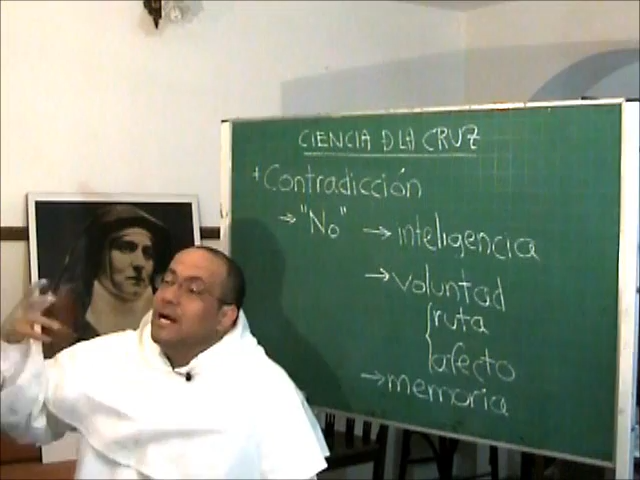 CIENCIA D LA CRUZ
+ Contradicción
→ "No" → inteligencia
→ voluntad
{ruta
afecto
→ memoria